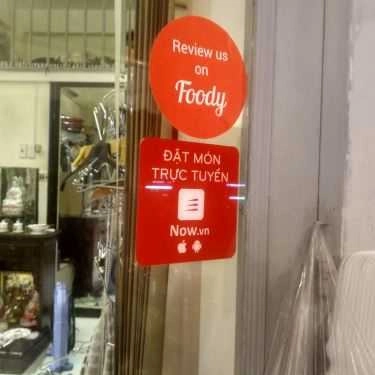 Review us
on
Foody
ĐẶT MÓN
TRỰC TUYẾN
Now.vn